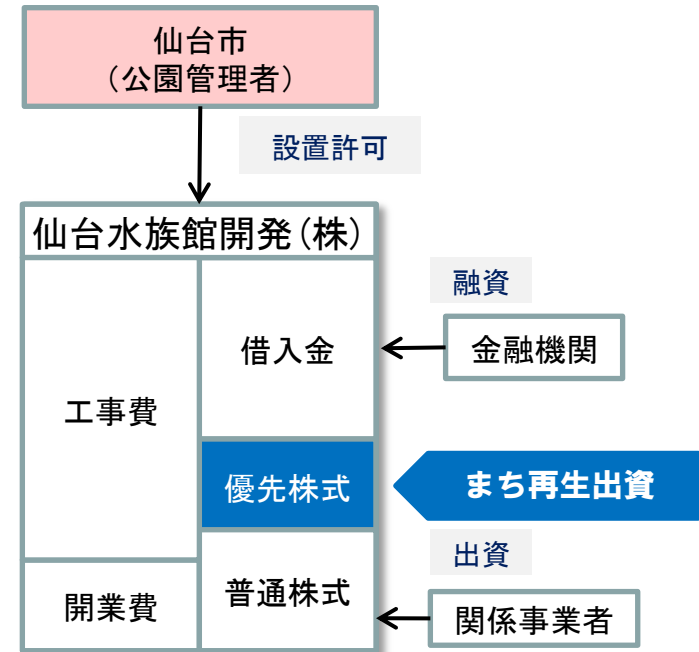 仙台市
（公園管理者）
設置許可
仙台水族館開発（株）
融資
借入金
金融機関
工事費
優先株式
まち再生出資
出資
開業費
普通株式
関係事業者